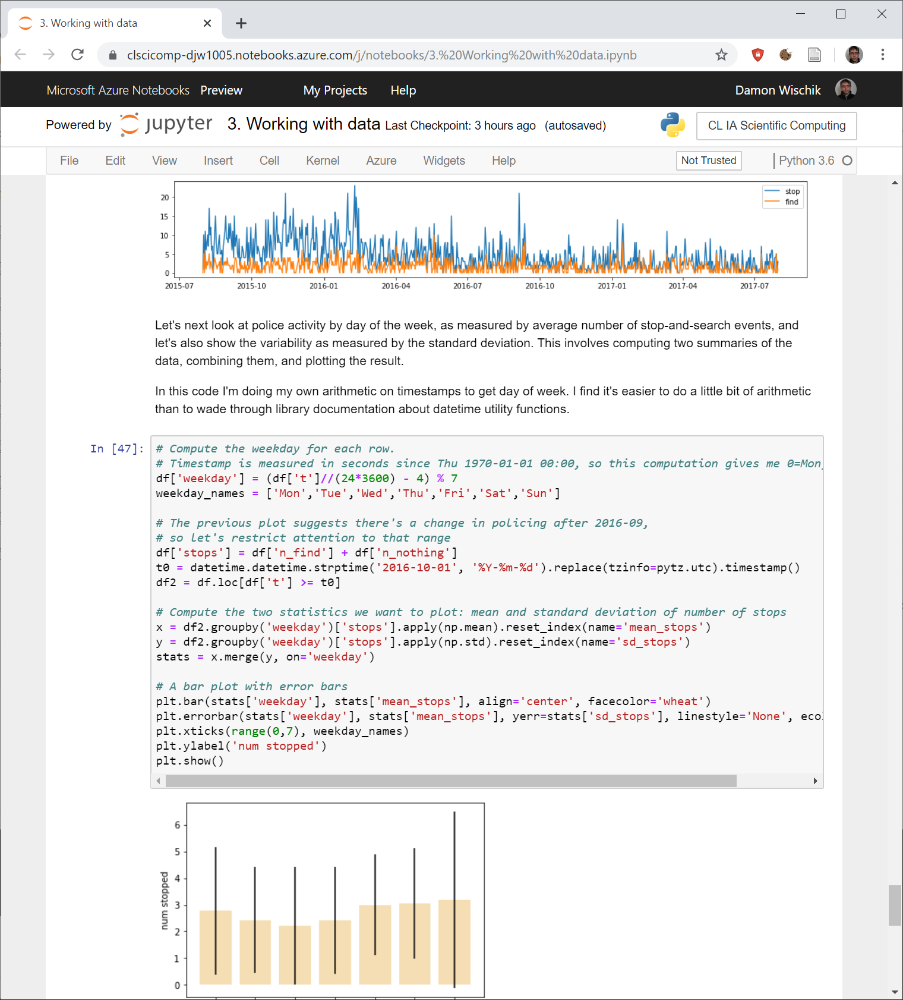 3. Working with data
clscicomp-djw1005.notebooks.azure.com/j/notebooks/3.%20Working%20with%20data.ipynb
Microsoft Azure Notebooks Preview My Projects Help Damon Wischik
Powered by jupyter 3. Working with data Last Checkpoint: 3 hours ago (autosaved) CL IA Scientific Computing
File Edit View Insert Cell Kernel Azure Widgets Help Not Trusted Python 3.6
20
15
10
5
0
stop
find
2015-07 2015-10 2016-01 2016-04 2016-07 2016-10 2017-01 2017-04 2017-07
Let's next look at police activity by day of the week, as measured by average number of stop-and-search events, and
let's also show the variability as measured by the standard deviation. This involves computing two summaries of the
data, combining them, and plotting the result.
In this code I'm doing my own arithmetic on timestamps to get day of week. I find it's easier to do a little bit of arithmetic
than to wade through library documentation about datetime utility functions.
In [47]:
# Compute the weekday for each row.
# Timestamp is measured in seconds since Thu 1970-01-01 00:00, so this computation gives me 0=Mon,
df['weekday'] = (df['t']//(24*3600) - 4) % 7
weekday_names = ['Mon','Tue','Wed','Thu','Fri','Sat','Sun']
# The previous plot suggests there's a change in policing after 2016-09,
# so let's restrict attention to that range
df['stops'] = df['n_find'] + df['n_nothing']
t0 = datetime.datetime.strptime('2016-10-01', '%Y-%m-%d').replace(tzinfo=pytz.utc).timestamp()
df2 = df.loc[df['t'] >= t0]
# Compute the two statistics we want to plot: mean and standard deviation of number of stops
x = df2.groupby('weekday')['stops'].apply(np.mean).reset_index(name='mean_stops')
y = df2.groupby('weekday')['stops'].apply(np.std).reset_index(name='sd_stops')
stats = x.merge(y, on='weekday')
# A bar plot with error bars
plt.bar(stats['weekday'], stats['mean_stops'], align='center', facecolor='wheat')
plt.errorbar(stats['weekday'], stats['mean_stops'], yerr=stats['sd_stops'], linestyle='None', ecol
plt.xticks(range(0,7), weekday_names)
plt.ylabel('num stopped')
plt.show()
6
5
4
3
2
1
0
num stopped